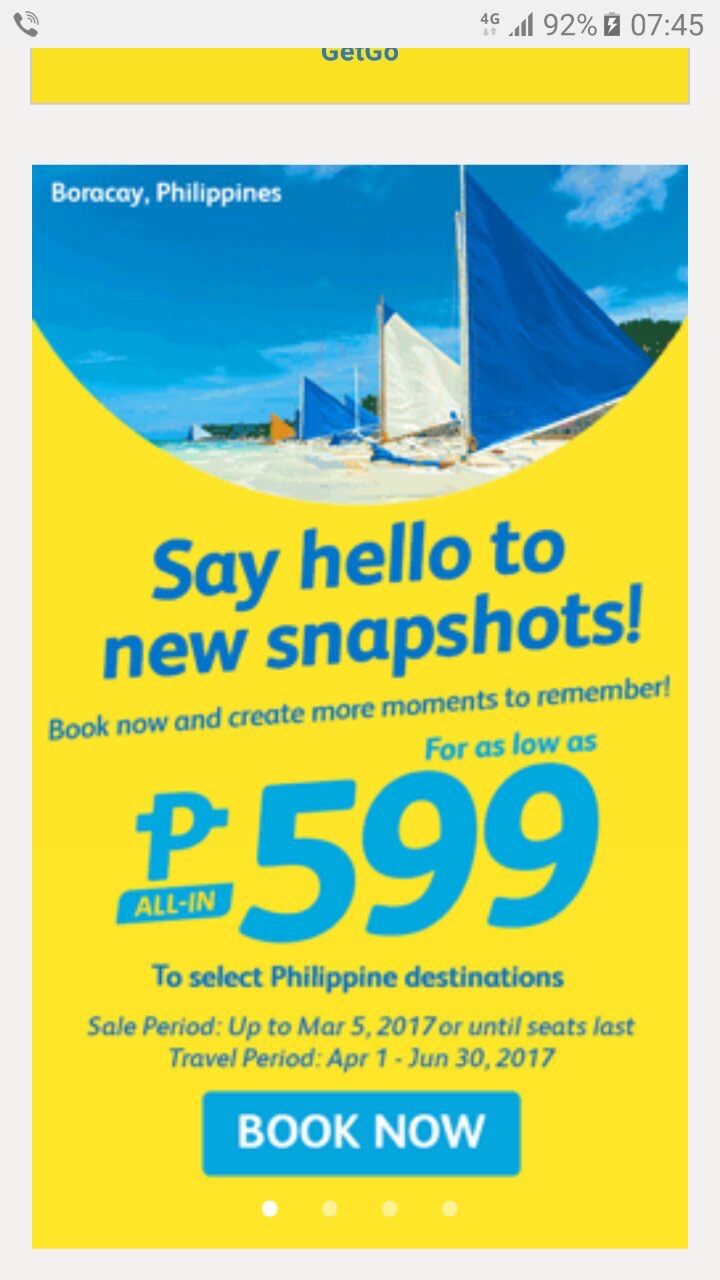 4G 92% 07:45
GetGo
Boracay, Philippines
Say hello to
new snapshots!
Book now and create more moments to remember!
For as low as
₱599
ALL-IN
To select Philippine destinations
Sale Period: Up to Mar 5, 2017 or until seats last
Travel Period: Apr 1 - Jun 30, 2017
BOOK NOW